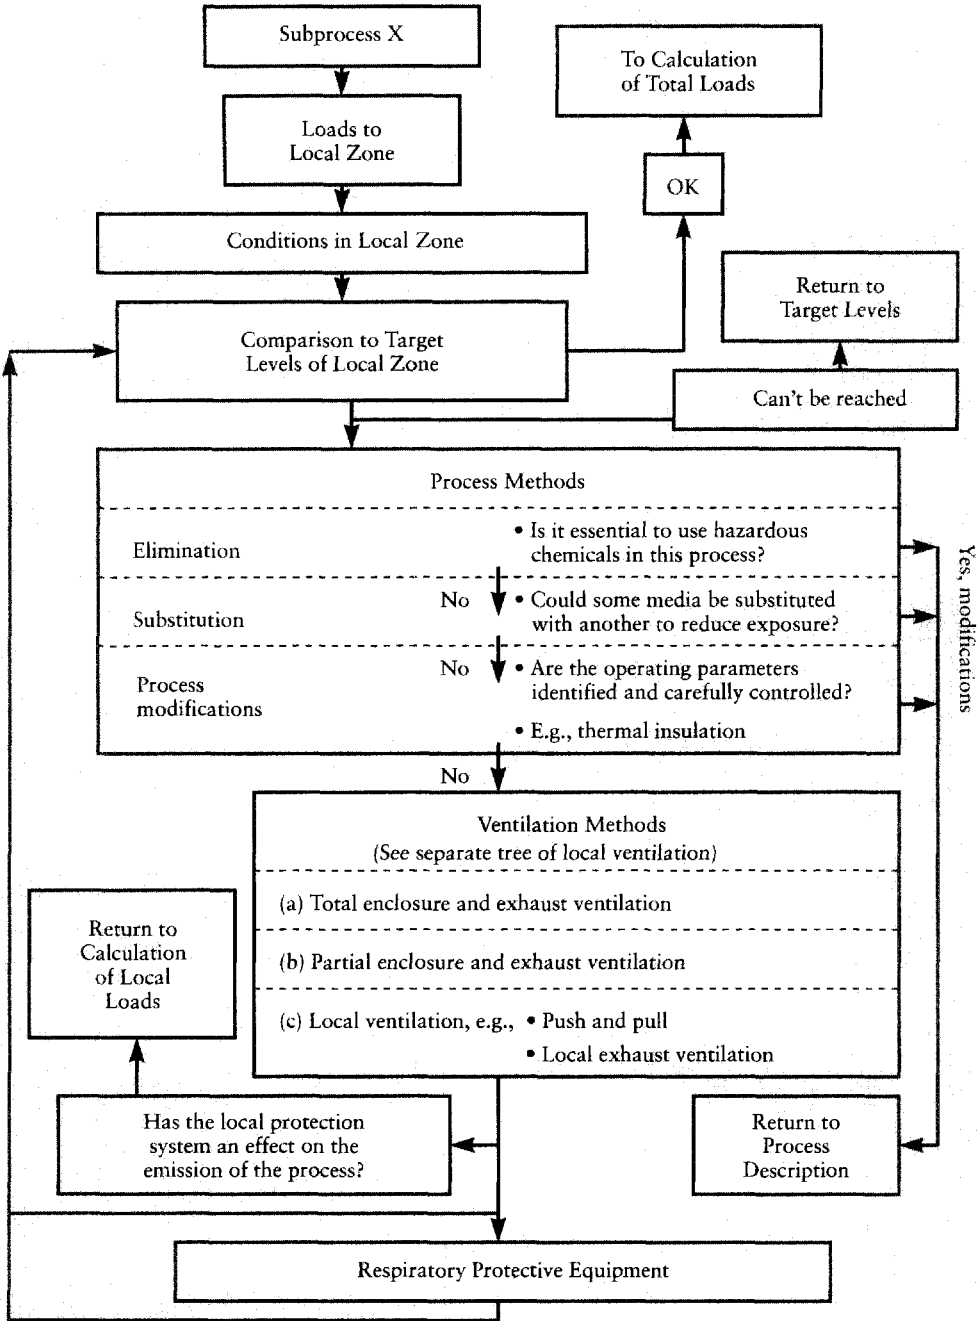 Subprocess X
To Calculation
of Total Loads
Loads to
Local Zone
OK
Conditions in Local Zone
Return to
Target Levels
Comparison to Target
Levels of Local Zone
Can't be reached
Process Methods
Elimination
• Is it essential to use hazardous
chemicals in this process?
No
Substitution
• Could some media be substituted
with another to reduce exposure?
No
Process
modifications
• Are the operating parameters
identified and carefully controlled?
• E.g., thermal insulation
Yes, modifications
No
Ventilation Methods
(See separate tree of local ventilation)
(a) Total enclosure and exhaust ventilation
(b) Partial enclosure and exhaust ventilation
(c) Local ventilation, e.g., • Push and pull
• Local exhaust ventilation
Return to
Calculation
of Local
Loads
Has the local protection
system an effect on the
emission of the process?
Return to
Process
Description
Respiratory Protective Equipment